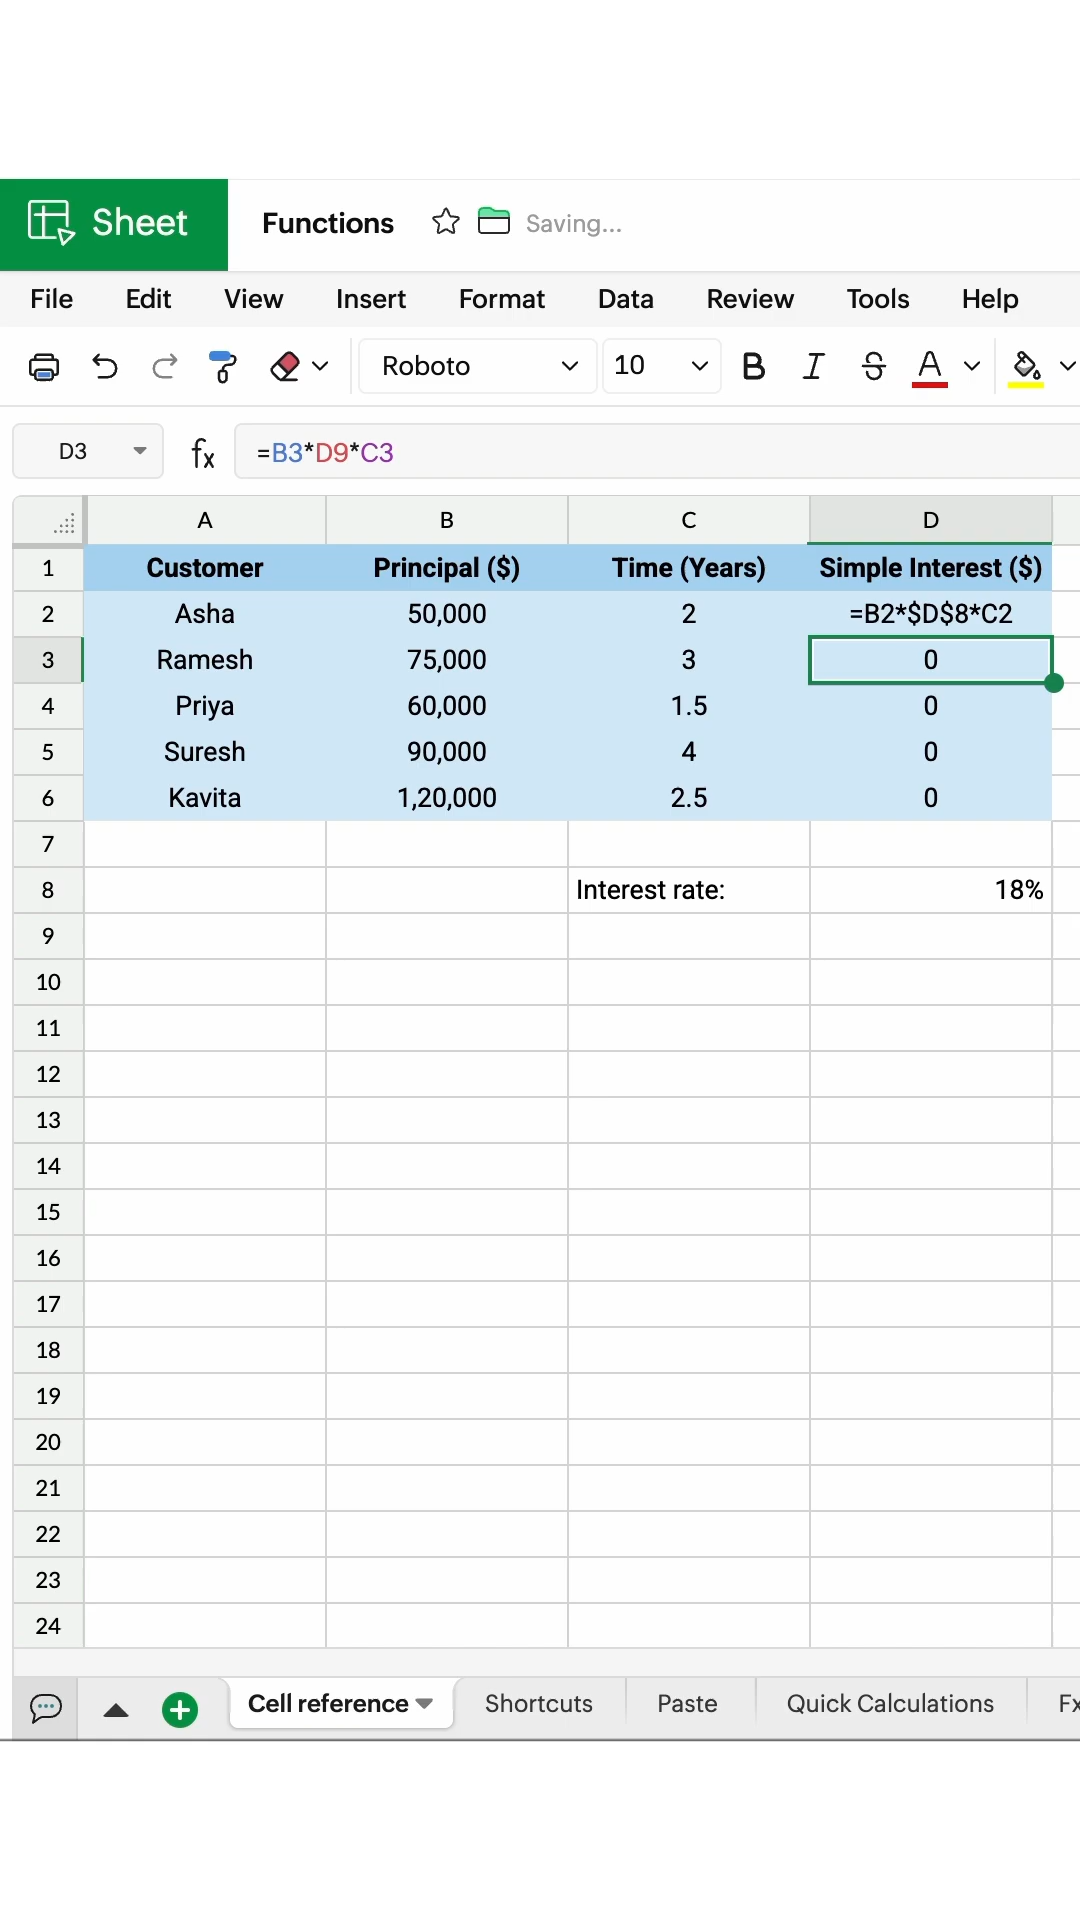 Sheet Functions Saving...
File Edit View Insert Format Data Review Tools Help
Roboto 10 B I S A
D3 fx =B3*D9*C3
A B C D
1 Customer Principal ($) Time (Years) Simple Interest ($)
2 Asha 50,000 2 =B2*$D$8*C2
3 Ramesh 75,000 3 0
4 Priya 60,000 1.5 0
5 Suresh 90,000 4 0
6 Kavita 1,20,000 2.5 0
7
8 Interest rate: 18%
9
10
11
12
13
14
15
16
17
18
19
20
21
22
23
24
Cell reference Shortcuts Paste Quick Calculations Fx